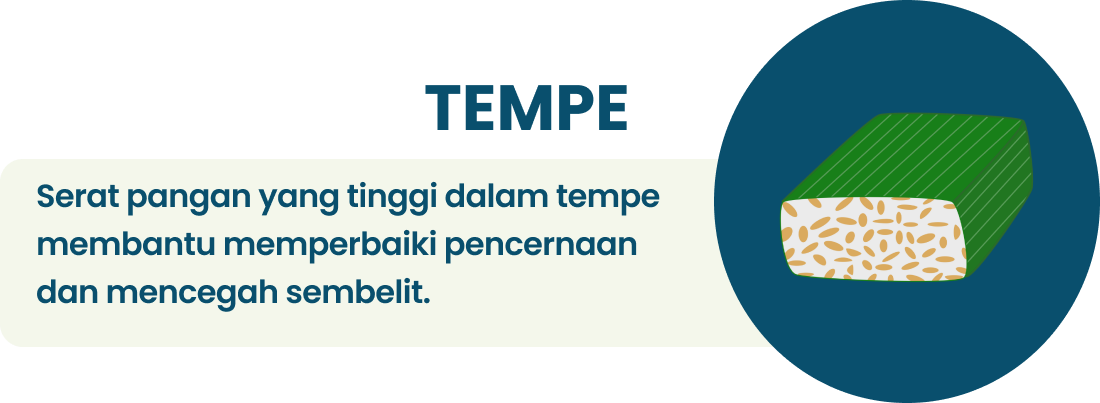 TEMPE
Serat pangan yang tinggi dalam tempe
membantu memperbaiki pencernaan
dan mencegah sembelit.